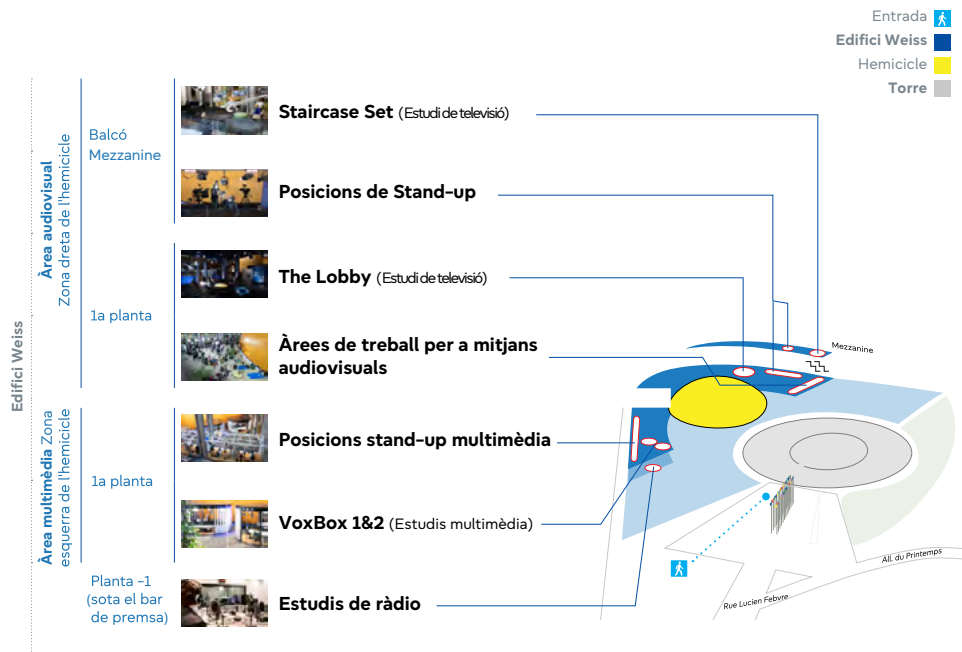 Entrada
Edifici Weiss
Hemicicle
Torre
Edifici Weiss
Àrea audiovisual
Zona dreta de l'hemicicle
Balcó
Mezzanine
Staircase Set (Estudi de televisió)
Posicions de Stand-up
1a planta
The Lobby (Estudi de televisió)
Àrees de treball per a mitjans
audiovisuals
Mezzanine
Àrea multimèdia Zona
esquerra de l'hemicicle
1a planta
Posicions stand-up multimèdia
VoxBox 1&2 (Estudis multimèdia)
Planta -1
(sota el bar
de premsa)
Estudis de ràdio
All. du Printemps
Rue Lucien Febvre